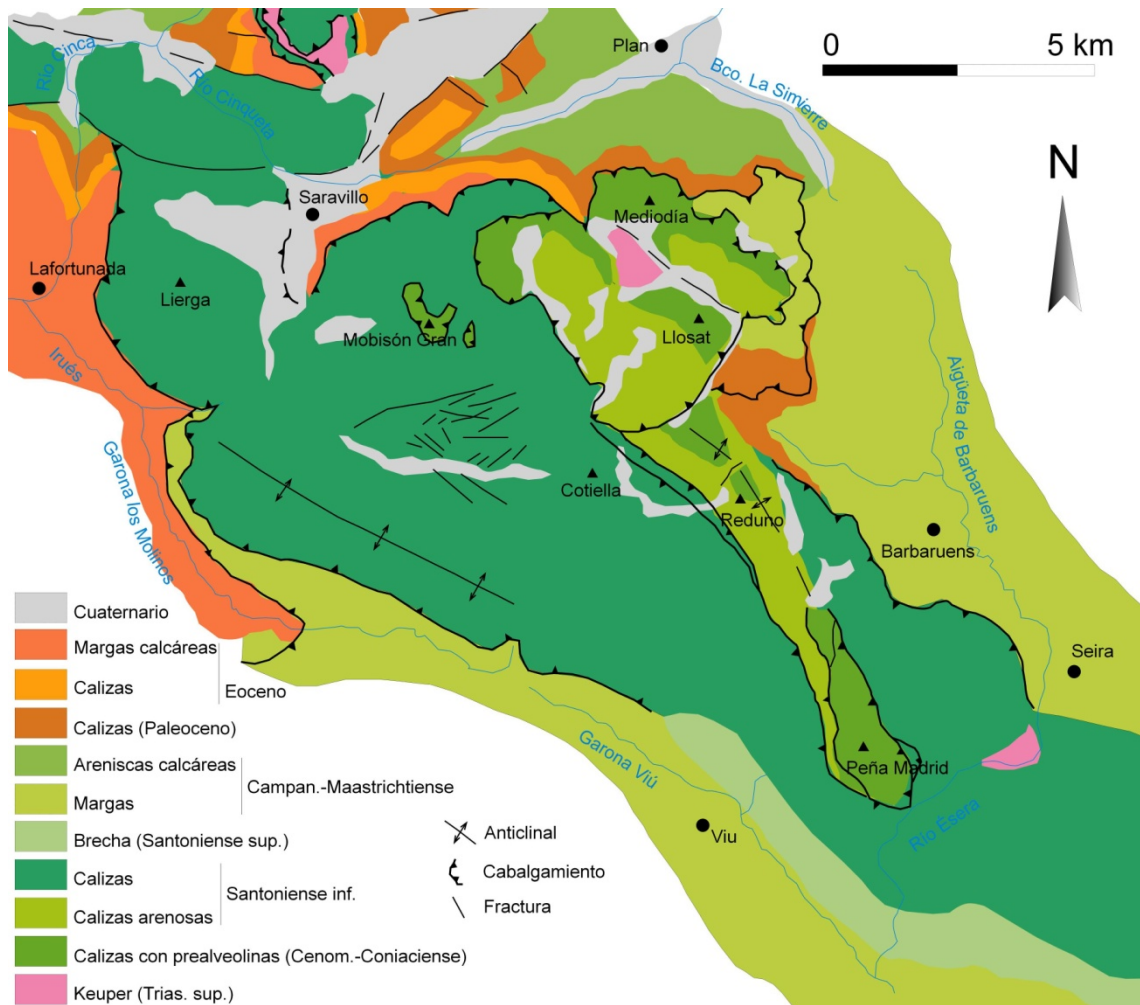 Plan
0 5 km
Río Cinca
Río Cinqueta
Bco. La Simierre
N
Saravillo
Mediodía
Lafortunada
Lierga
Mobisón Gran
Llosat
Irués
Aigüeta de Barbaruens
Garona los Molinos
Cotiella
Reduno
Barbaruens
Seira
Garona Viú
Peña Madrid
Río Ésera
Viu
Cuaternario
Margas calcáreas
Calizas
Eoceno
Calizas (Paleoceno)
Areniscas calcáreas
Margas
Campan.-Maastrichtiense
Brecha (Santoniense sup.)
Calizas
Calizas arenosas
Santoniense inf.
Calizas con prealveolinas (Cenom.-Coniaciense)
Keuper (Trias. sup.)
Anticlinal
Cabalgamiento
Fractura